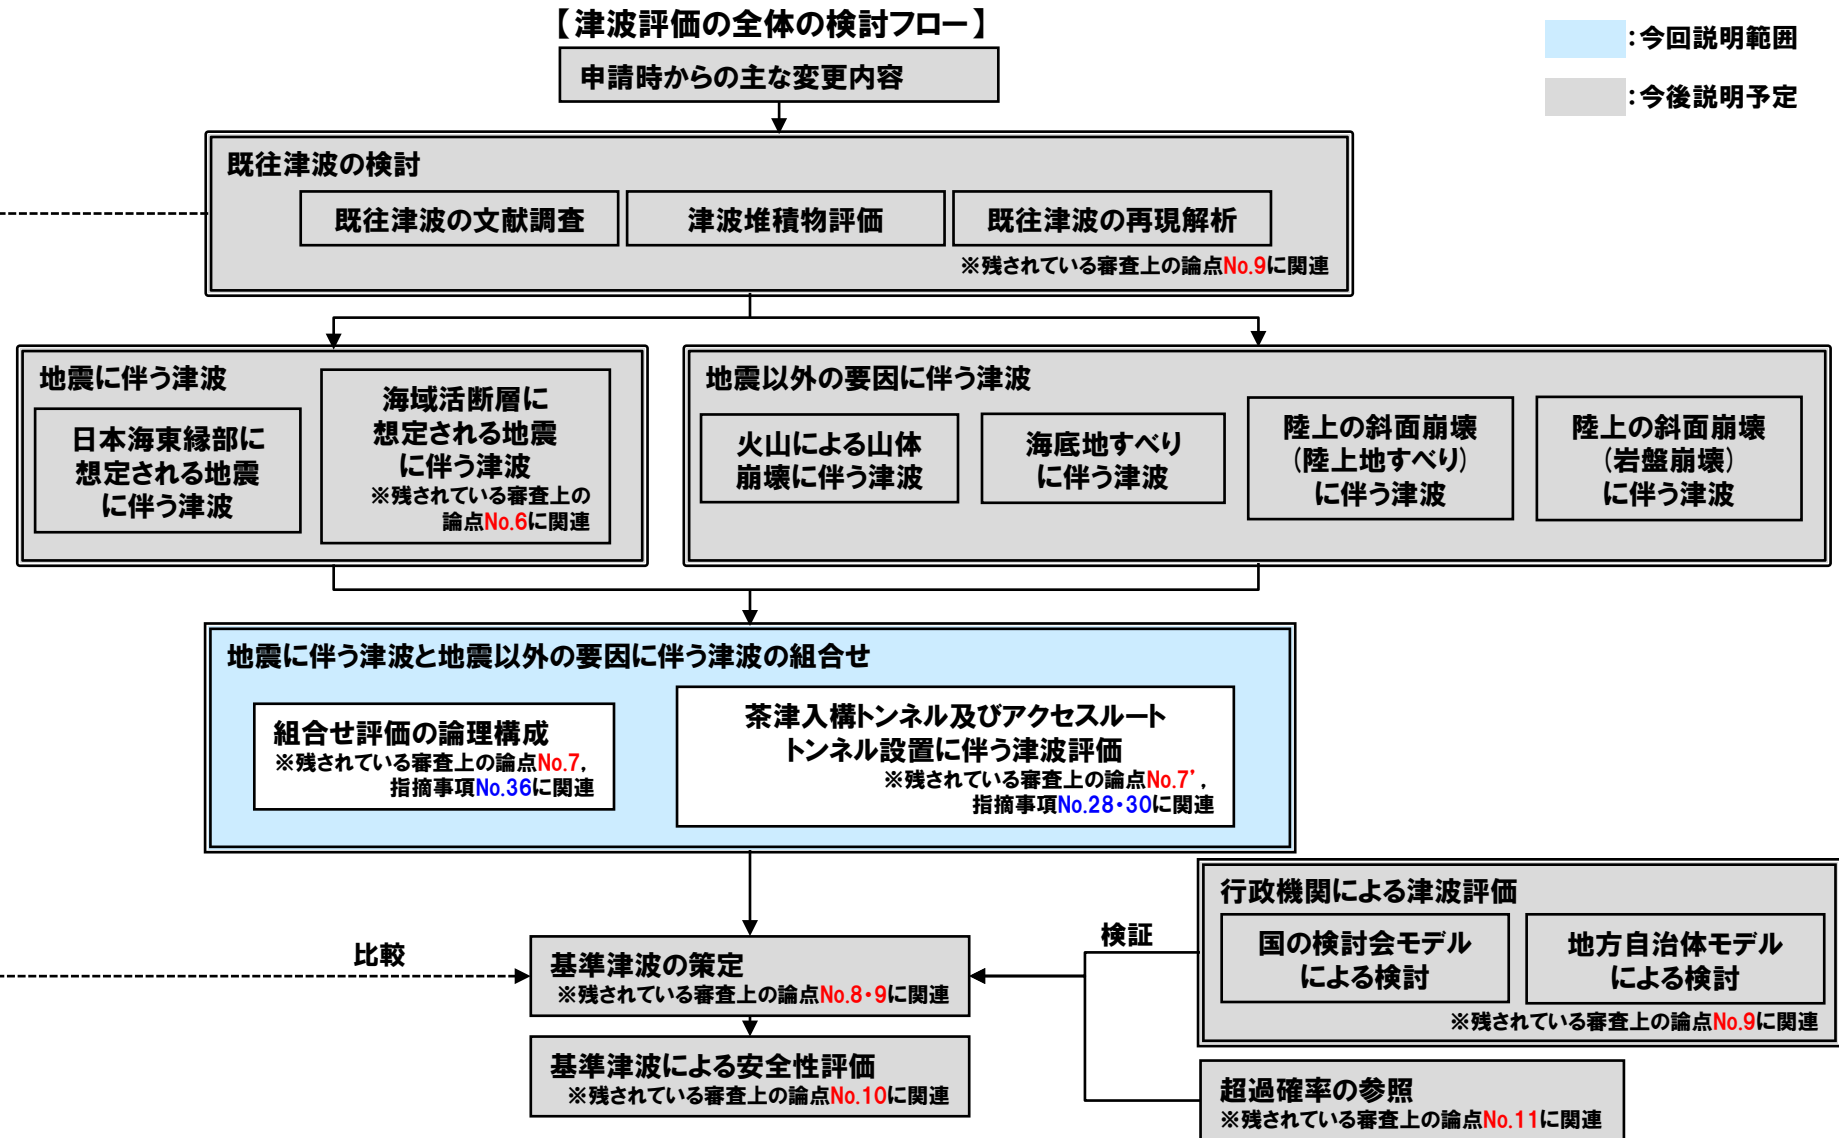 【津波評価の全体の検討フロー】
：今回説明範囲
：今後説明予定
申請時からの主な変更内容
既往津波の検討
既往津波の文献調査
津波堆積物評価
既往津波の再現解析
※残されている審査上の論点No.9に関連
地震に伴う津波
日本海東縁部に
想定される地震
に伴う津波
海域活断層に
想定される地震
に伴う津波
※残されている審査上の
論点No.6に関連
地震以外の要因に伴う津波
火山による山体
崩壊に伴う津波
海底地すべり
に伴う津波
陸上の斜面崩壊
（陸上地すべり）
に伴う津波
陸上の斜面崩壊
（岩盤崩壊）
に伴う津波
地震に伴う津波と地震以外の要因に伴う津波の組合せ
組合せ評価の論理構成
※残されている審査上の論点No.7，
指摘事項No.36に関連
茶津入構トンネル及びアクセスルート
トンネル設置に伴う津波評価
※残されている審査上の論点No.7’，
指摘事項No.28・30に関連
比較
基準津波の策定
※残されている審査上の論点No.8・9に関連
基準津波による安全性評価
※残されている審査上の論点No.10に関連
検証
行政機関による津波評価
国の検討会モデル
による検討
地方自治体モデル
による検討
※残されている審査上の論点No.9に関連
超過確率の参照
※残されている審査上の論点No.11に関連